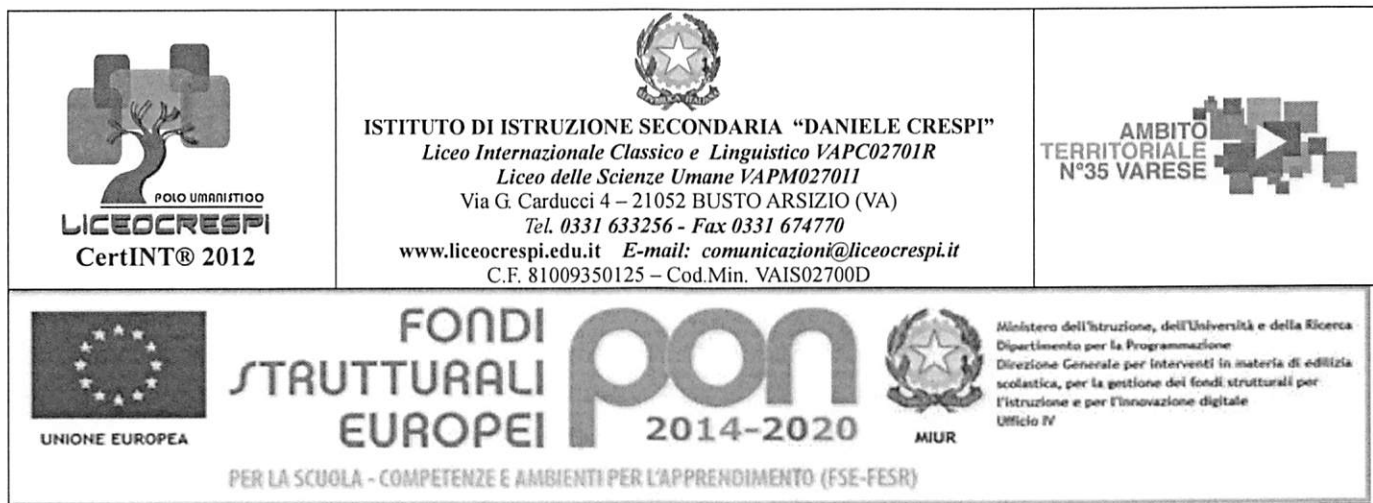 POLO UMANISTICO
LICEOCRESPI
CertINT® 2012
REPVBBLICA ITALIANA
ISTITUTO DI ISTRUZIONE SECONDARIA “DANIELE CRESPI”
Liceo Internazionale Classico e Linguistico VAPC02701R
Liceo delle Scienze Umane VAPM027011
Via G. Carducci 4 – 21052 BUSTO ARSIZIO (VA)
Tel. 0331 633256 - Fax 0331 674770
www.liceocrespi.edu.it E-mail: comunicazioni@liceocrespi.it
C.F. 81009350125 – Cod.Min. VAIS02700D
AMBITO
TERRITORIALE
N°35 VARESE
UNIONE EUROPEA
FONDI
STRUTTURALI
EUROPEI
pon
2014-2020
MIUR
Ministero dell'Istruzione, dell'Università e della Ricerca
Dipartimento per la Programmazione
Direzione Generale per interventi in materia di edilizia
scolastica, per la gestione dei fondi strutturali per
l'istruzione e per l'innovazione digitale
Ufficio IV
PER LA SCUOLA - COMPETENZE E AMBIENTI PER L'APPRENDIMENTO (FSE-FESR)